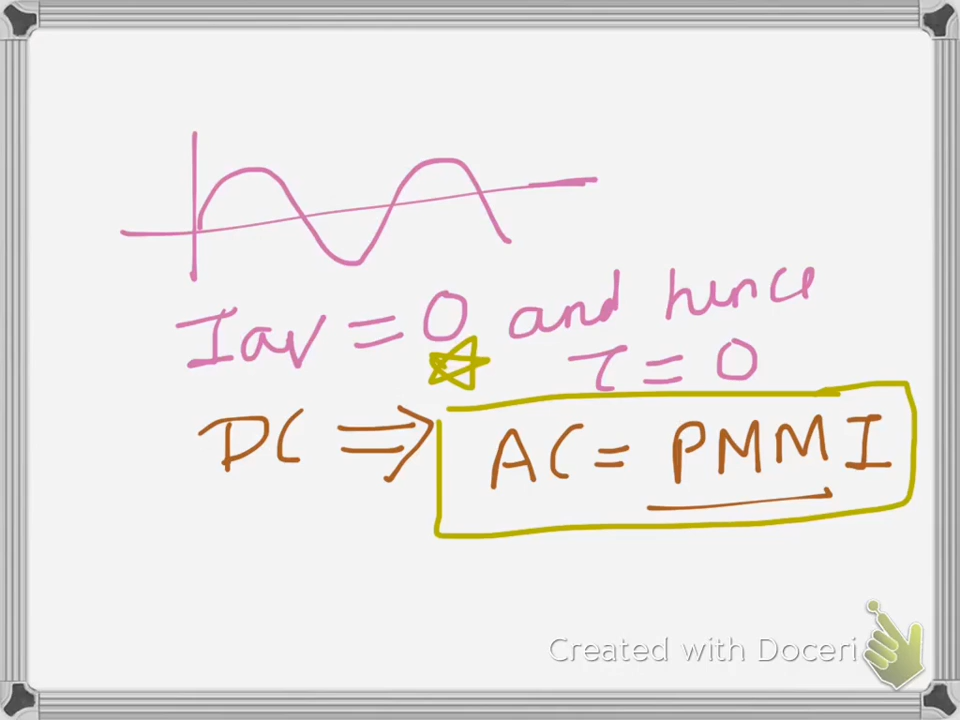 Iav = 0 and hence
τ = 0
DC ⇒ AC = PMMI
Created with Doceri